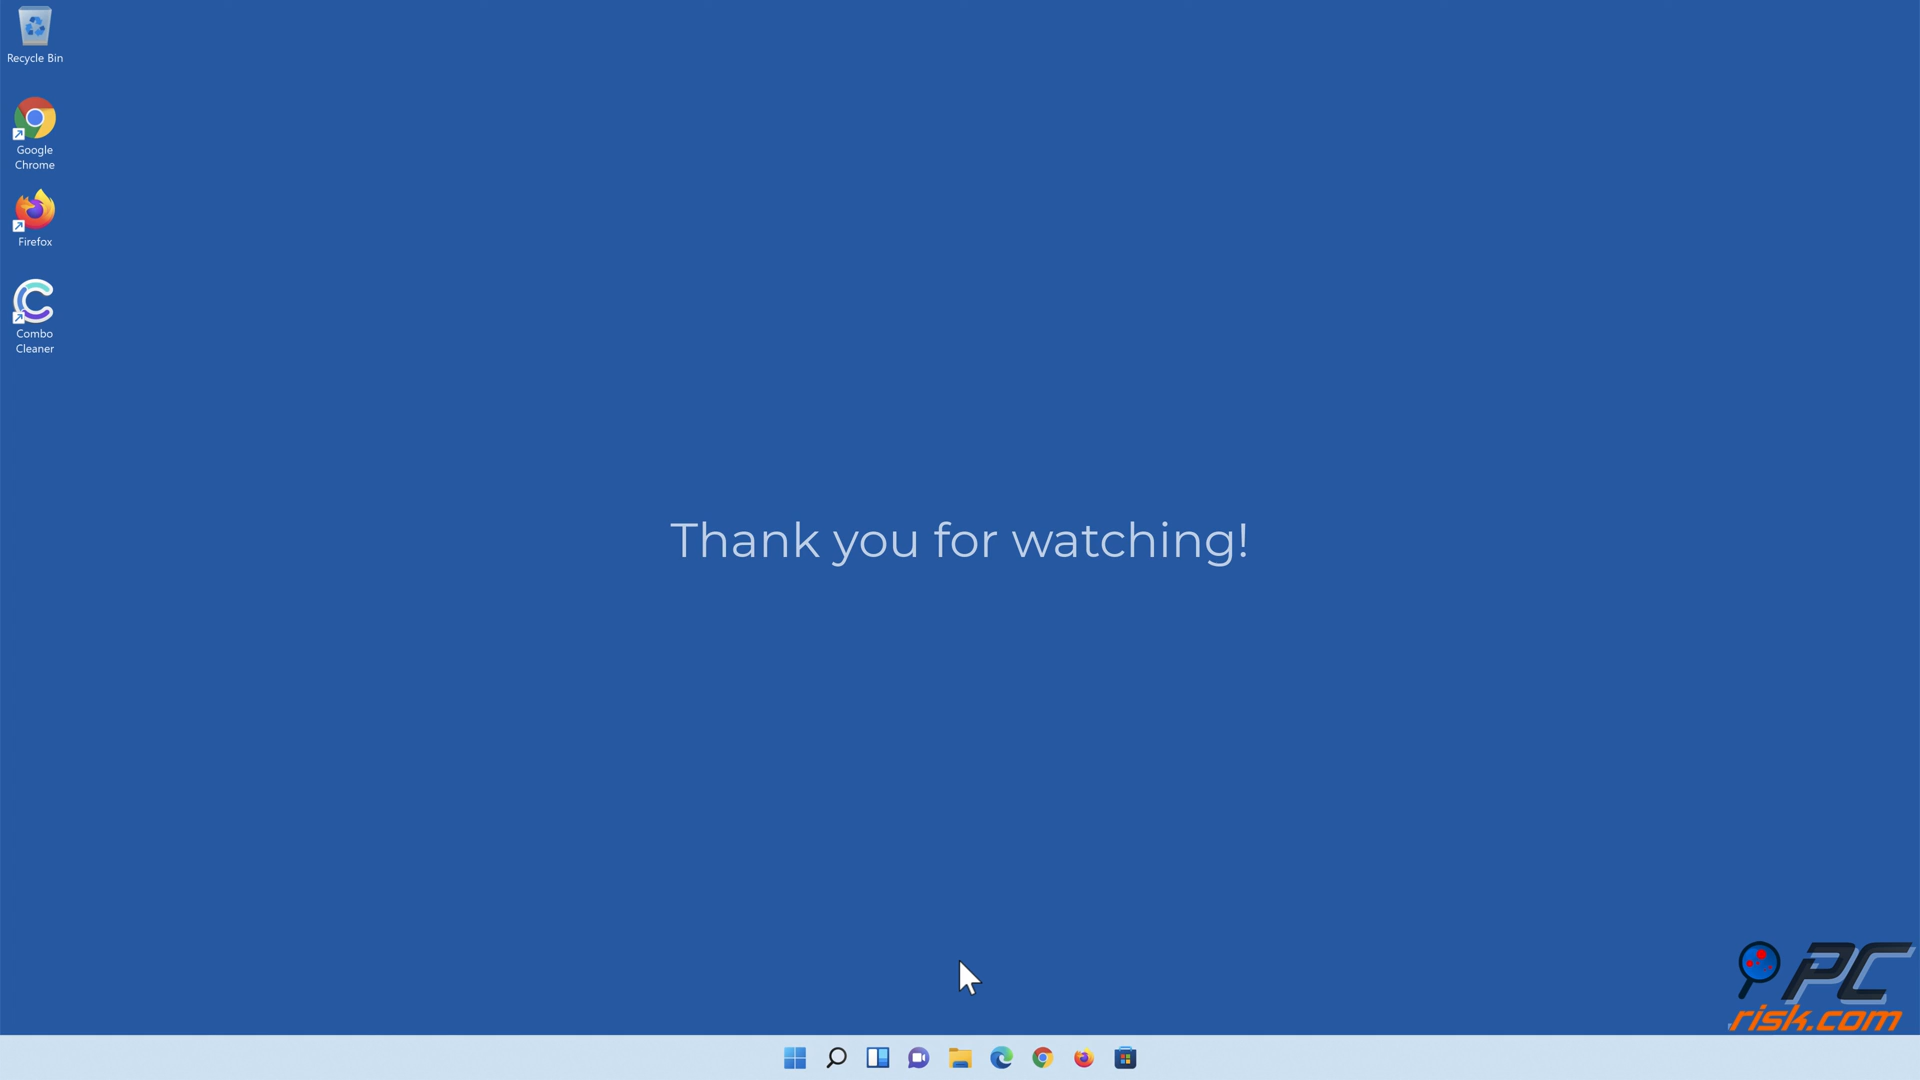 Recycle Bin
Google
Chrome
Firefox
Combo
Cleaner
Thank you for watching!
PC
risk.com